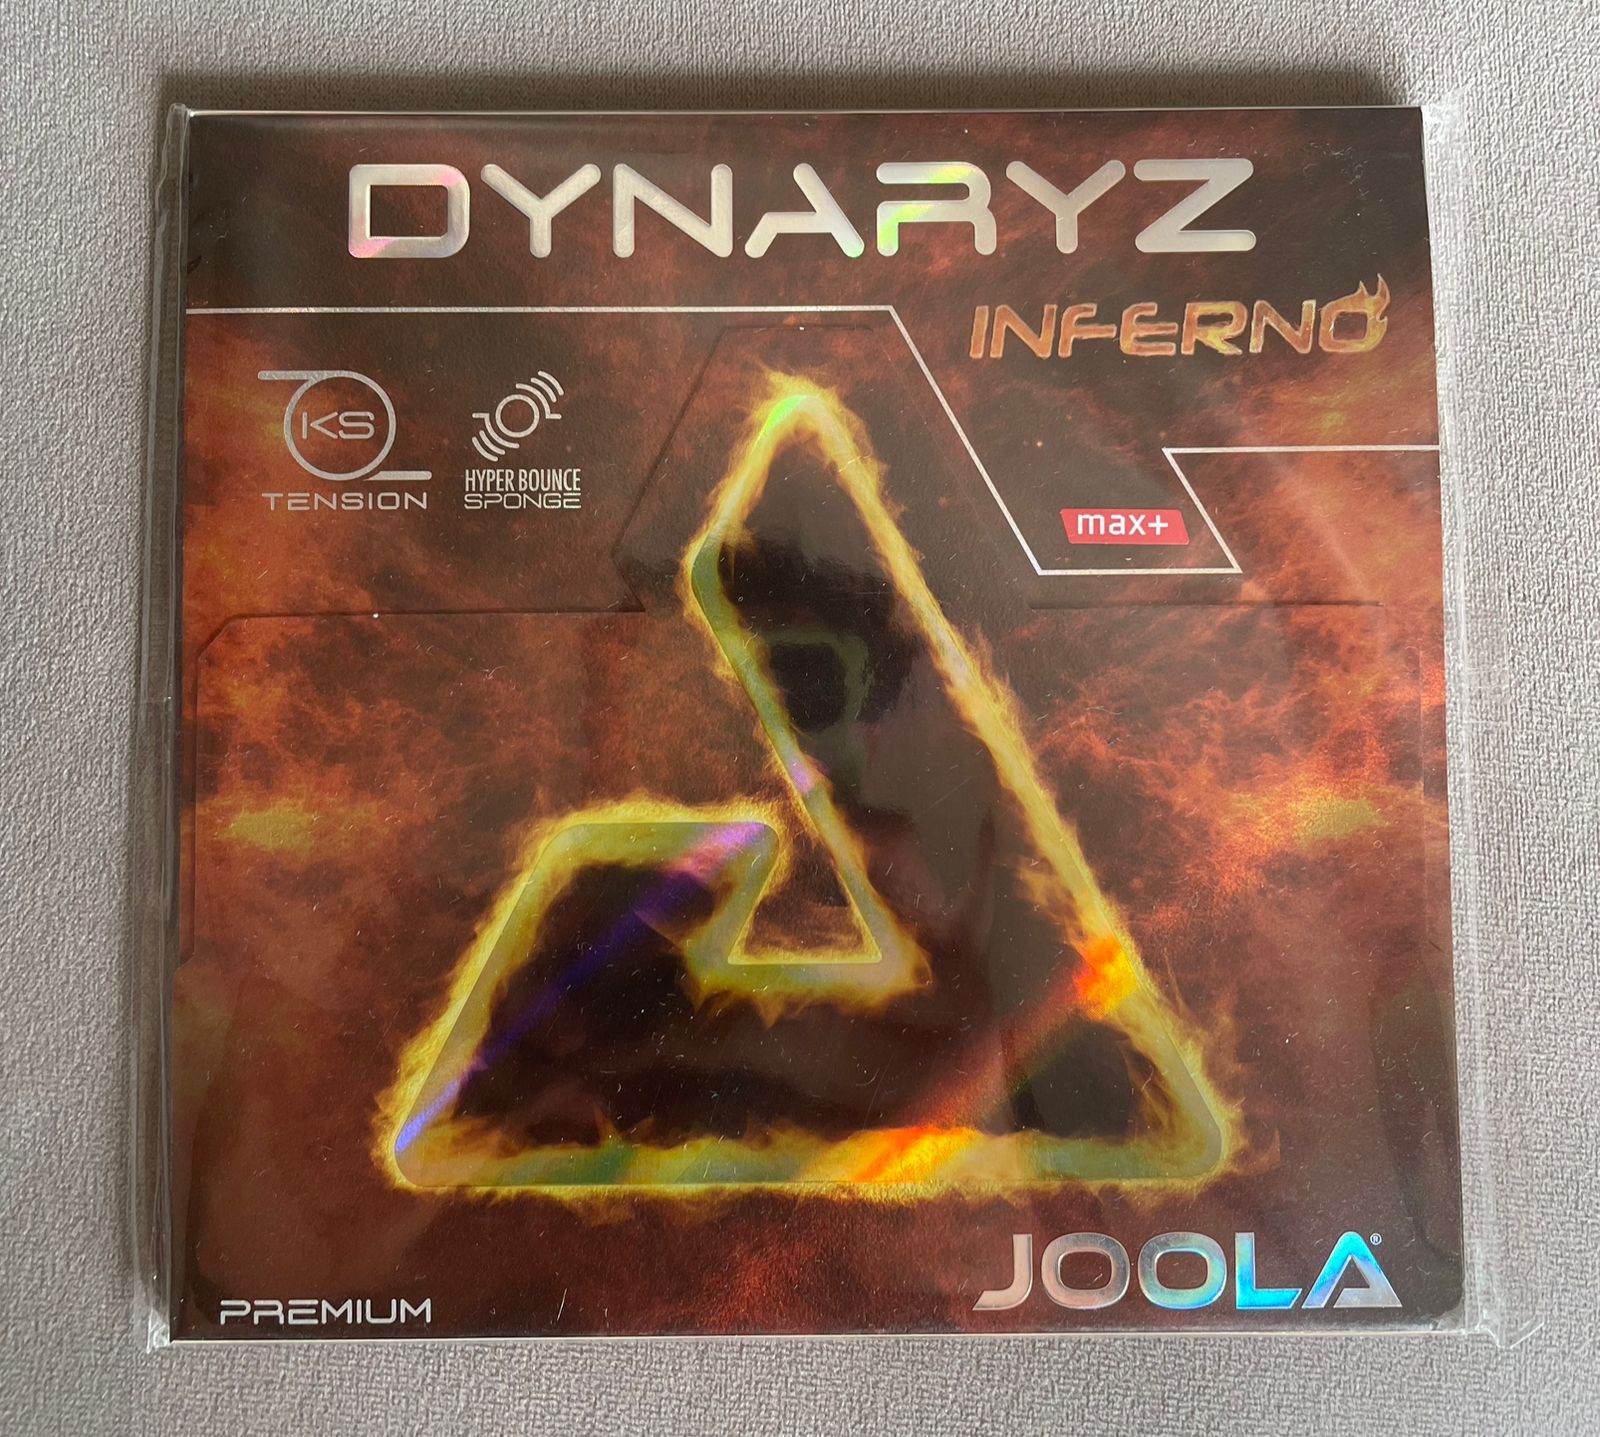 DYNARYZ
INFERNO
KS
TENSION
HYPER BOUNCE
SPONGE
max+
JOOLA®
PREMIUM